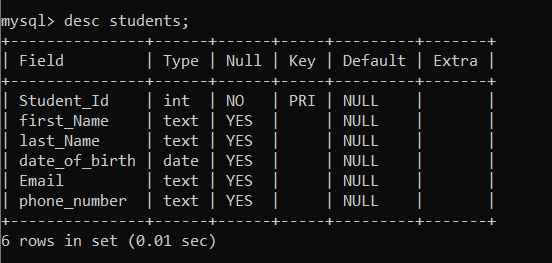 mysql> desc students;
+---------------+------+------+-----+---------+-------+
| Field         | Type | Null | Key | Default | Extra |
+---------------+------+------+-----+---------+-------+
| Student_Id    | int  | NO   | PRI | NULL    |       |
| first_Name    | text | YES  |     | NULL    |       |
| last_Name     | text | YES  |     | NULL    |       |
| date_of_birth | date | YES  |     | NULL    |       |
| Email         | text | YES  |     | NULL    |       |
| phone_number  | text | YES  |     | NULL    |       |
+---------------+------+------+-----+---------+-------+
6 rows in set (0.01 sec)